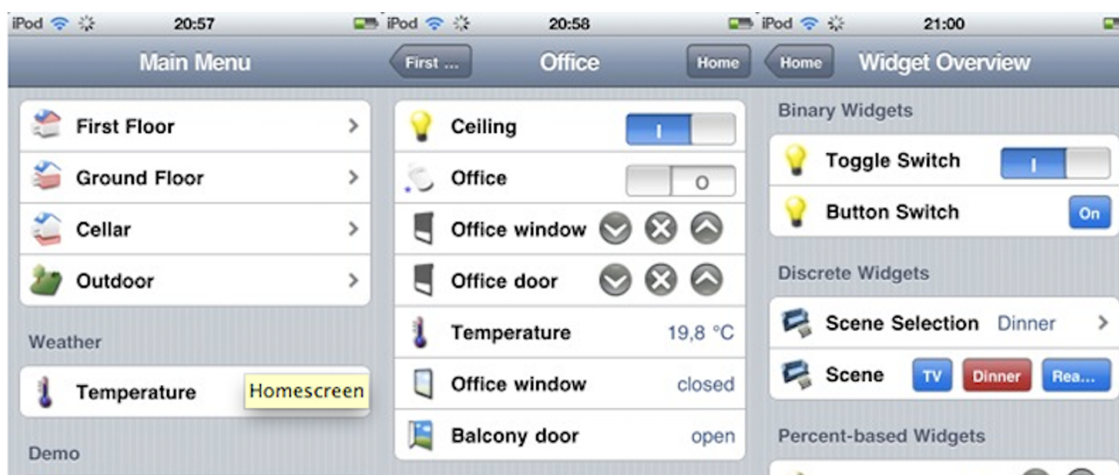 iPod 20:57
Main Menu
First Floor
Ground Floor
Cellar
Outdoor
Weather
Temperature
Homescreen
Demo
iPod 20:58
First ... Office Home
Ceiling I
Office O
Office window
Office door
Temperature 19,8 °C
Office window closed
Balcony door open
iPod 21:00
Home Widget Overview
Binary Widgets
Toggle Switch I
Button Switch On
Discrete Widgets
Scene Selection Dinner
Scene TV Dinner Rea...
Percent-based Widgets